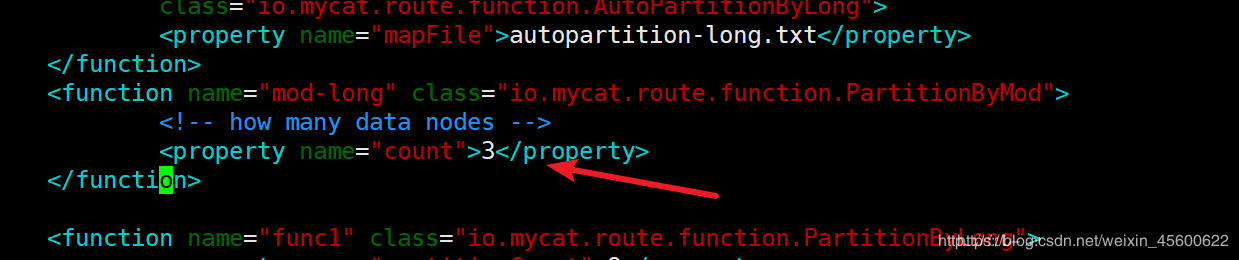 class="io.mycat.route.function.AutoPartitionByLong">
<property name="mapFile">autopartition-long.txt</property>
</function>
<function name="mod-long" class="io.mycat.route.function.PartitionByMod">
<!-- how many data nodes -->
<property name="count">3</property>
</function>
<function name="func1" class="io.mycat.route.function.PartitionByLong">
https://blog.csdn.net/weixin_45600622